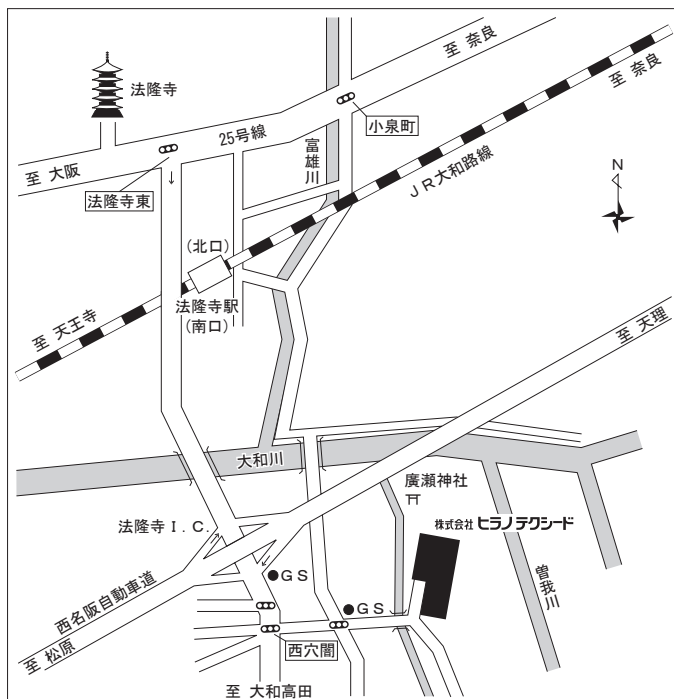 至 奈良
至 奈良
法隆寺
25号線
小泉町
富雄川
JR大和路線
至 大阪
法隆寺東
N
(北口)
法隆寺駅
(南口)
至 天王寺
至 天理
大和川
廣瀬神社
株式会社 ヒラノテクシード
法隆寺 I.C.
GS
GS
曽我川
西名阪自動車道
至 松原
西穴闇
至 大和高田